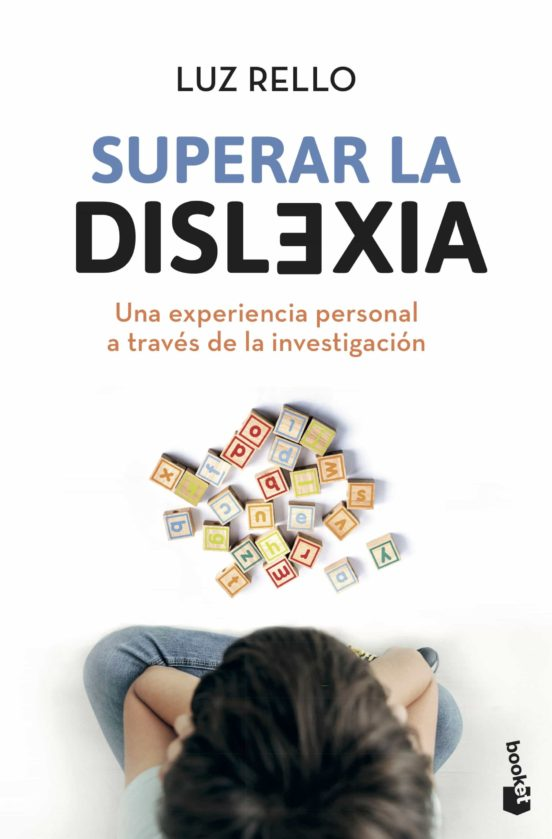 LUZ RELLO
SUPERAR LA
DISLEXIA
Una experiencia personal
a través de la investigación
o
l
p
d
x
f
q
w
s
b
c
u
n
e
v
g
z
y
r
m
t
a
y
booket